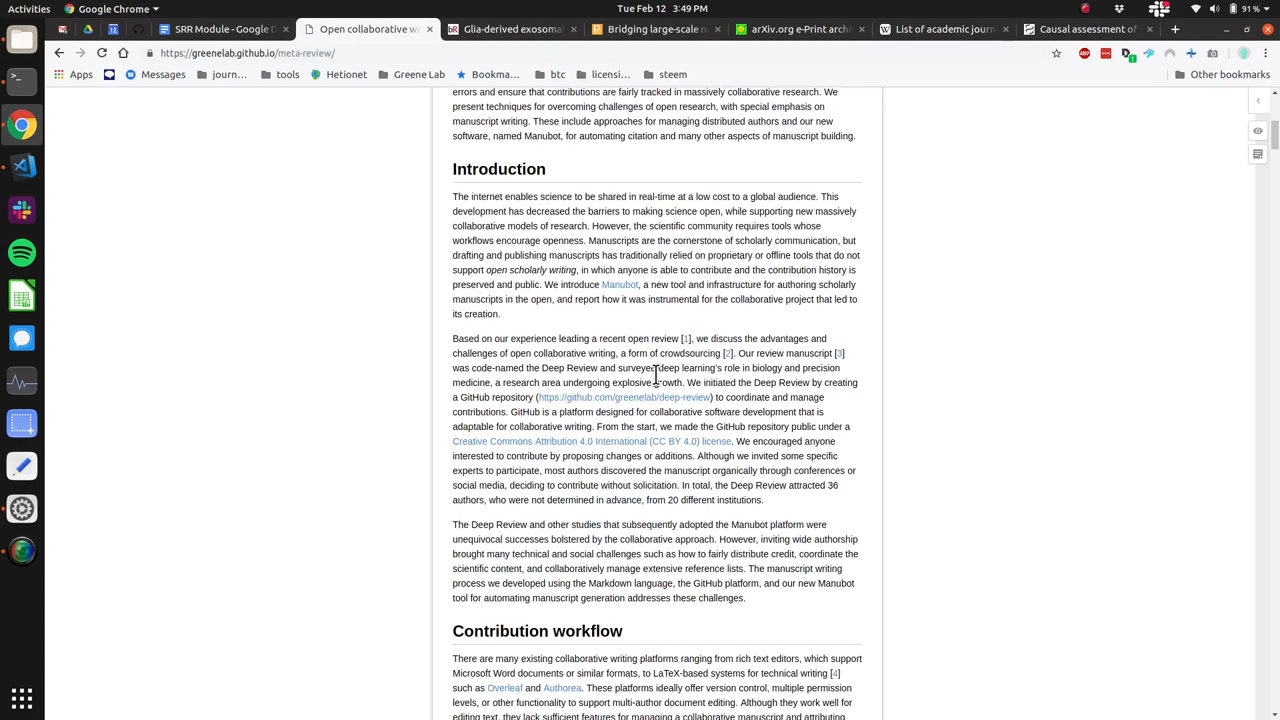 Activities
Google Chrome
Tue Feb 12 3:49 PM
91 %
SRR Module - Google D
Open collaborative w
Glia-derived exosomal
Bridging large-scale n
arXiv.org e-Print archi
List of academic journ
Causal assessment of
https://greenelab.github.io/meta-review/
Apps
Messages
journ...
tools
Hetionet
Greene Lab
Bookma...
btc
licensi...
steem
Other bookmarks
errors and ensure that contributions are fairly tracked in massively collaborative research. We
present techniques for overcoming challenges of open research, with special emphasis on
manuscript writing. These include approaches for managing distributed authors and our new
software, named Manubot, for automating citation and many other aspects of manuscript building.
Introduction
The internet enables science to be shared in real-time at a low cost to a global audience. This
development has decreased the barriers to making science open, while supporting new massively
collaborative models of research. However, the scientific community requires tools whose
workflows encourage openness. Manuscripts are the cornerstone of scholarly communication, but
drafting and publishing manuscripts has traditionally relied on proprietary or offline tools that do not
support open scholarly writing, in which anyone is able to contribute and the contribution history is
preserved and public. We introduce Manubot, a new tool and infrastructure for authoring scholarly
manuscripts in the open, and report how it was instrumental for the collaborative project that led to
its creation.
Based on our experience leading a recent open review [1], we discuss the advantages and
challenges of open collaborative writing, a form of crowdsourcing [2]. Our review manuscript [3]
was code-named the Deep Review and surveyed deep learning's role in biology and precision
medicine, a research area undergoing explosive growth. We initiated the Deep Review by creating
a GitHub repository (https://github.com/greenelab/deep-review) to coordinate and manage
contributions. GitHub is a platform designed for collaborative software development that is
adaptable for collaborative writing. From the start, we made the GitHub repository public under a
Creative Commons Attribution 4.0 International (CC BY 4.0) license. We encouraged anyone
interested to contribute by proposing changes or additions. Although we invited some specific
experts to participate, most authors discovered the manuscript organically through conferences or
social media, deciding to contribute without solicitation. In total, the Deep Review attracted 36
authors, who were not determined in advance, from 20 different institutions.
The Deep Review and other studies that subsequently adopted the Manubot platform were
unequivocal successes bolstered by the collaborative approach. However, inviting wide authorship
brought many technical and social challenges such as how to fairly distribute credit, coordinate the
scientific content, and collaboratively manage extensive reference lists. The manuscript writing
process we developed using the Markdown language, the GitHub platform, and our new Manubot
tool for automating manuscript generation addresses these challenges.
Contribution workflow
There are many existing collaborative writing platforms ranging from rich text editors, which support
Microsoft Word documents or similar formats, to LaTeX-based systems for technical writing [4]
such as Overleaf and Authorea. These platforms ideally offer version control, multiple permission
levels, or other functionality to support multi-author document editing. Although they work well for
editing text, they lack sufficient features for managing a collaborative manuscript and attributing